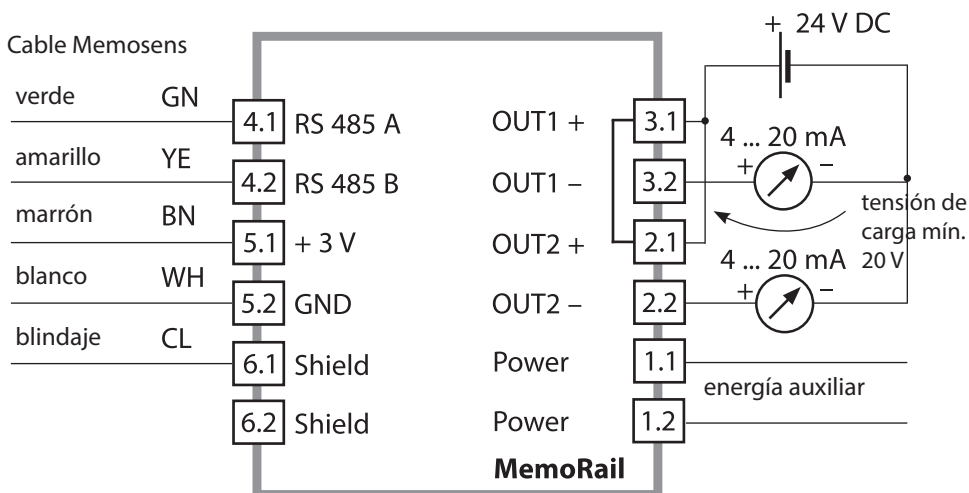 Cable Memosens
verde GN
amarillo YE
marrón BN
blanco WH
blindaje CL
4.1 RS 485 A
4.2 RS 485 B
5.1 + 3 V
5.2 GND
6.1 Shield
6.2 Shield
OUT1 + 3.1
OUT1 – 3.2
OUT2 + 2.1
OUT2 – 2.2
Power 1.1
Power 1.2
MemoRail
+ 24 V DC
4 ... 20 mA
+ –
tensión de
carga mín.
20 V
4 ... 20 mA
+ –
energía auxiliar